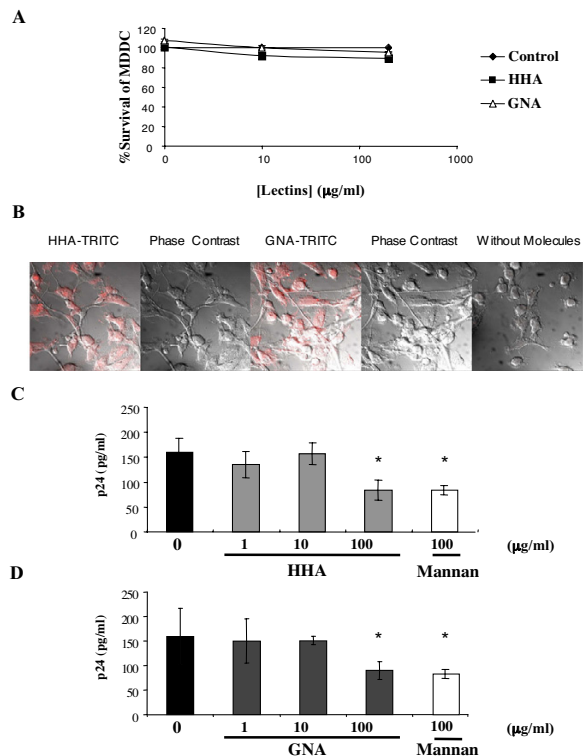 A
% Survival of MDDC
120
100
80
60
40
20
0
0 10 100 1000
[Lectins] (µg/ml)
Control
HHA
GNA
B
HHA-TRITC Phase Contrast GNA-TRITC Phase Contrast Without Molecules
C
p24 (pg/ml)
250
200
150
100
50
0
* *
0 1 10 100 100 (µg/ml)
HHA Mannan
D
p24 (pg/ml)
250
200
150
100
50
0
* *
0 1 10 100 100 (µg/ml)
GNA Mannan